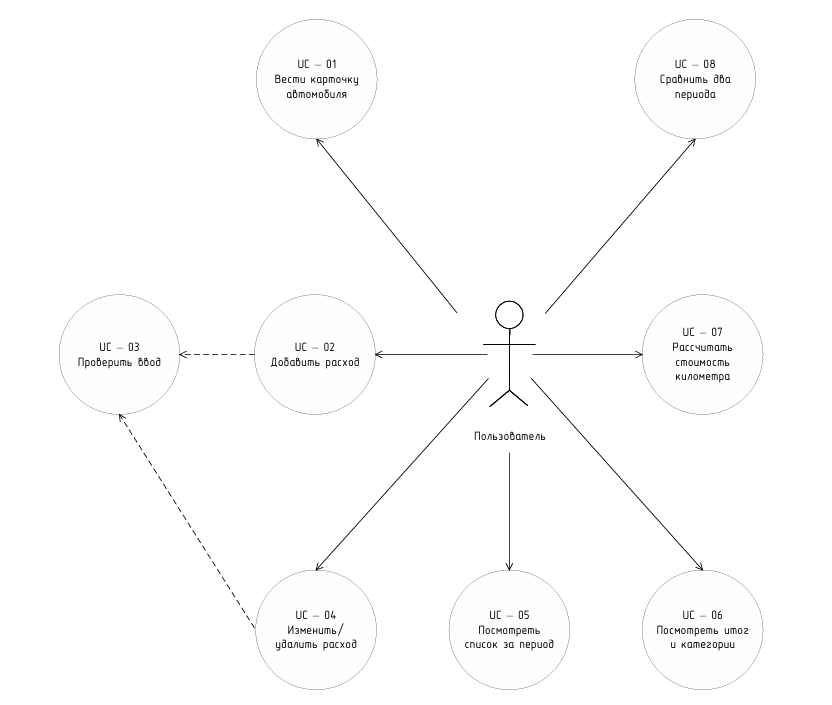 UC – 01
Вести карточку
автомобиля
UC – 08
Сравнить два
периода
UC – 03
Проверить ввод
UC – 02
Добавить расход
UC – 07
Рассчитать
стоимость
километра
Пользователь
UC – 04
Изменить/
удалить расход
UC – 05
Посмотреть
список за период
UC – 06
Посмотреть итог
и категории